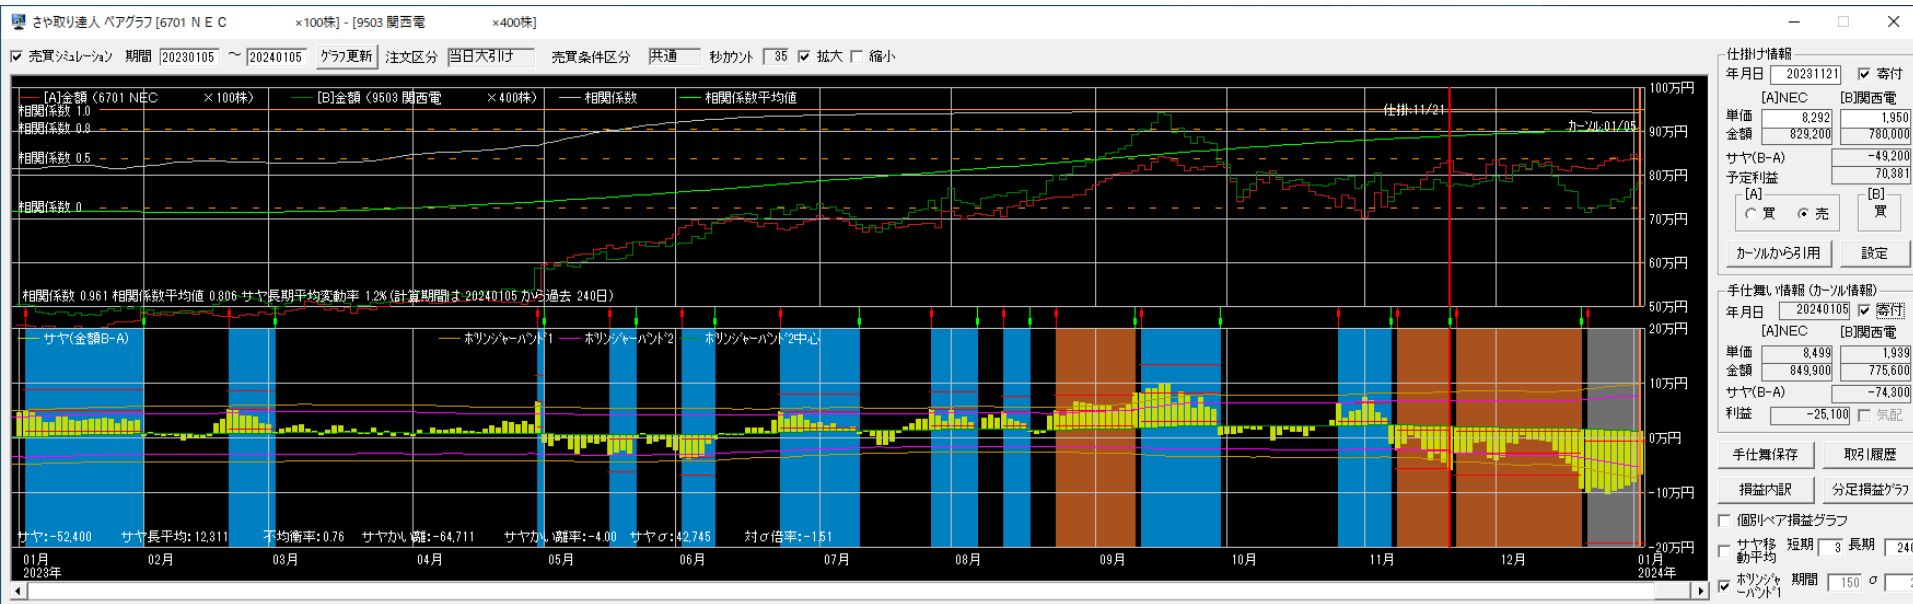 さや取り達人 ペアグラフ [6701 ＮＥＣ ×100株] - [9503 関西電 ×400株]
売買シミュレーション 期間 20230105 ～ 20240105 グラフ更新 注文区分 当日大引け 売買条件区分 共通 秒カウント 35 拡大 縮小
[A]金額 (6701 NEC ×100株) [B]金額 (9503 関西電 ×400株) 相関係数 相関係数平均値
相関係数 1.0
相関係数 0.8
相関係数 0.5
相関係数 0
仕掛:11/21
カーソル:01/05
100万円
90万円
80万円
70万円
60万円
50万円
相関係数 0.961 相関係数平均値 0.806 サヤ長期平均変動率 1.2% (計算期間は 20240105 から過去 240日)
サヤ(金額B-A) ボリンジャーバンド1 ボリンジャーバンド2 ボリンジャーバンド2中心
20万円
10万円
0万円
-10万円
-20万円
サヤ:-52,400 サヤ長平均:12,311 不均衡率:0.76 サヤかい離:-64,711 サヤかい離率:-4.00 サヤσ:42,745 対σ倍率:-1.51
01月 02月 03月 04月 05月 06月 07月 08月 09月 10月 11月 12月 01月
2023年 2024年
仕掛け情報
年月日 20231121 寄付
[A]NEC [B]関西電
単価 8,292 1,950
金額 829,200 780,000
サヤ(B-A) -49,200
予定利益 70,381
[A] [B]
買 売 買
カーソルから引用 設定
手仕舞い情報 (カーソル情報)
年月日 20240105 寄付
[A]NEC [B]関西電
単価 8,499 1,939
金額 849,900 775,600
サヤ(B-A) -74,300
利益 -25,100 気配
手仕舞保存 取引履歴
損益内訳 分足損益グラフ
個別ペア損益グラフ
サヤ移動平均 短期 3 長期 240
ボリンジャーバンド1 期間 150 σ 2